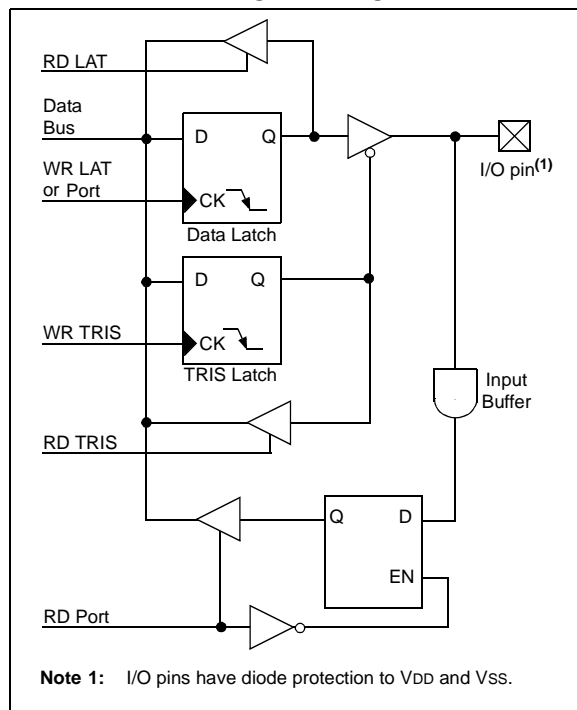 RD LAT
Data
Bus
D Q
I/O pin(1)
WR LAT
or Port
CK
Data Latch
D Q
WR TRIS
CK
TRIS Latch
Input
Buffer
RD TRIS
Q D
EN
RD Port
Note 1: I/O pins have diode protection to VDD and VSS.